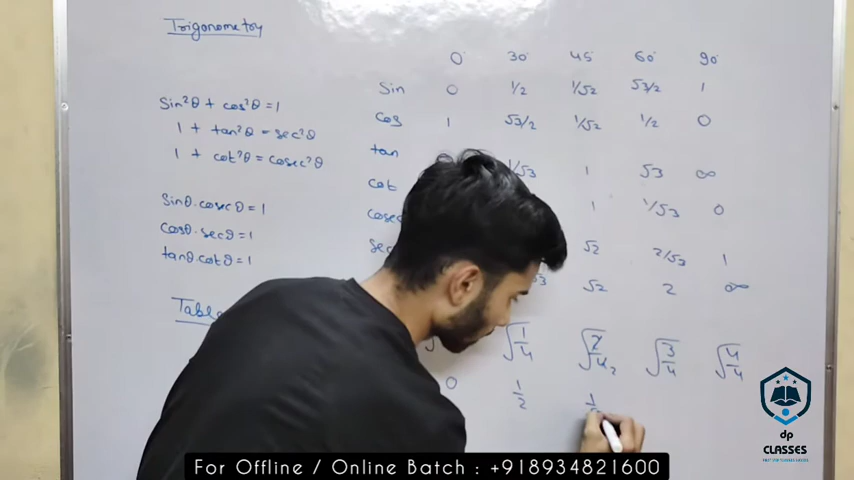 Trigonometry
0° 30° 45° 60° 90°
Sin 0 1/2 1/√2 √3/2 1
Cos 1 √3/2 1/√2 1/2 0
tan 1/√3 1 √3 ∞
cot 1 1/√3 0
cosec √2 2/√3 1
√2 2 ∞
Sin²θ + cos²θ = 1
1 + tan²θ = sec²θ
1 + cot²θ = cosec²θ
Sinθ·cosecθ = 1
Cosθ·secθ = 1
tanθ·cotθ = 1
Table
√1/4 √2/4 2 √3/4 √4/4
0 1/2 1
dp
CLASSES
For Offline / Online Batch : +918934821600